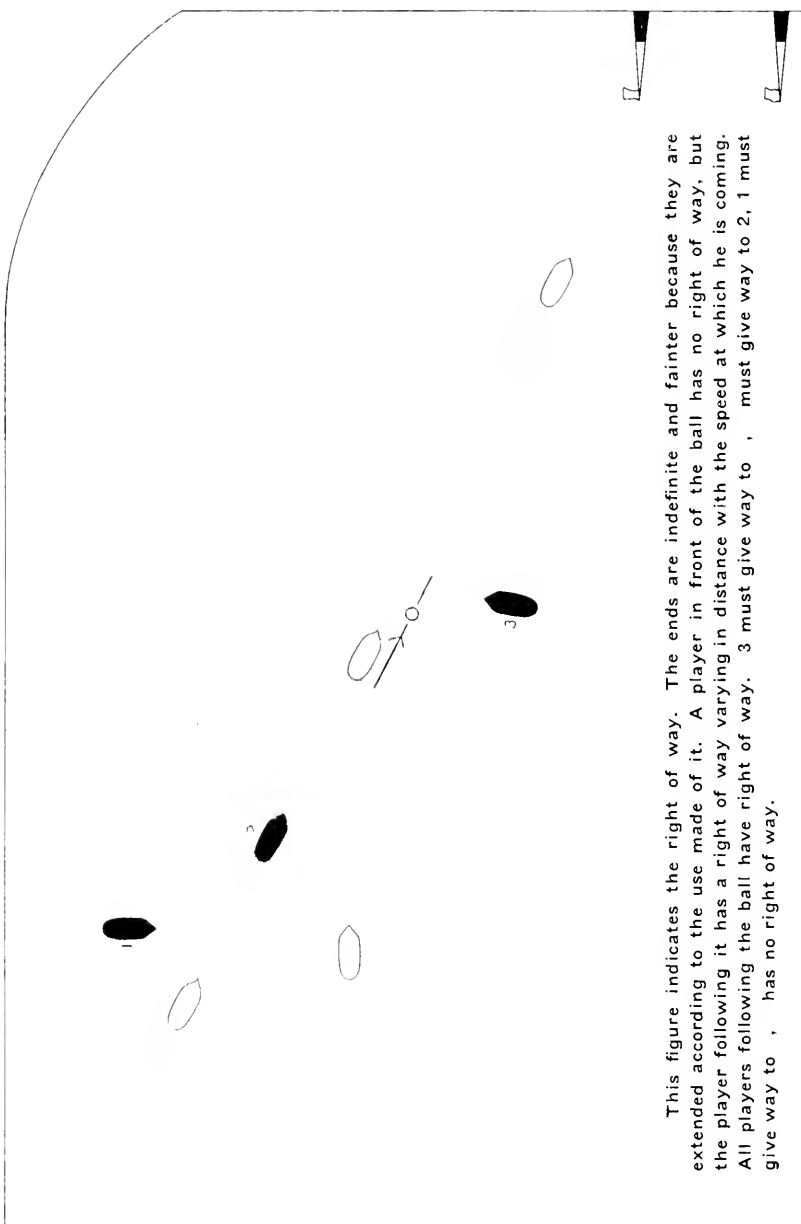 1
2
3
This figure indicates the right of way. The ends are indefinite and fainter because they are
extended according to the use made of it. A player in front of the ball has no right of way, but
the player following it has a right of way varying in distance with the speed at which he is coming.
All players following the ball have right of way. 3 must give way to , must give way to 2, 1 must
give way to , has no right of way.